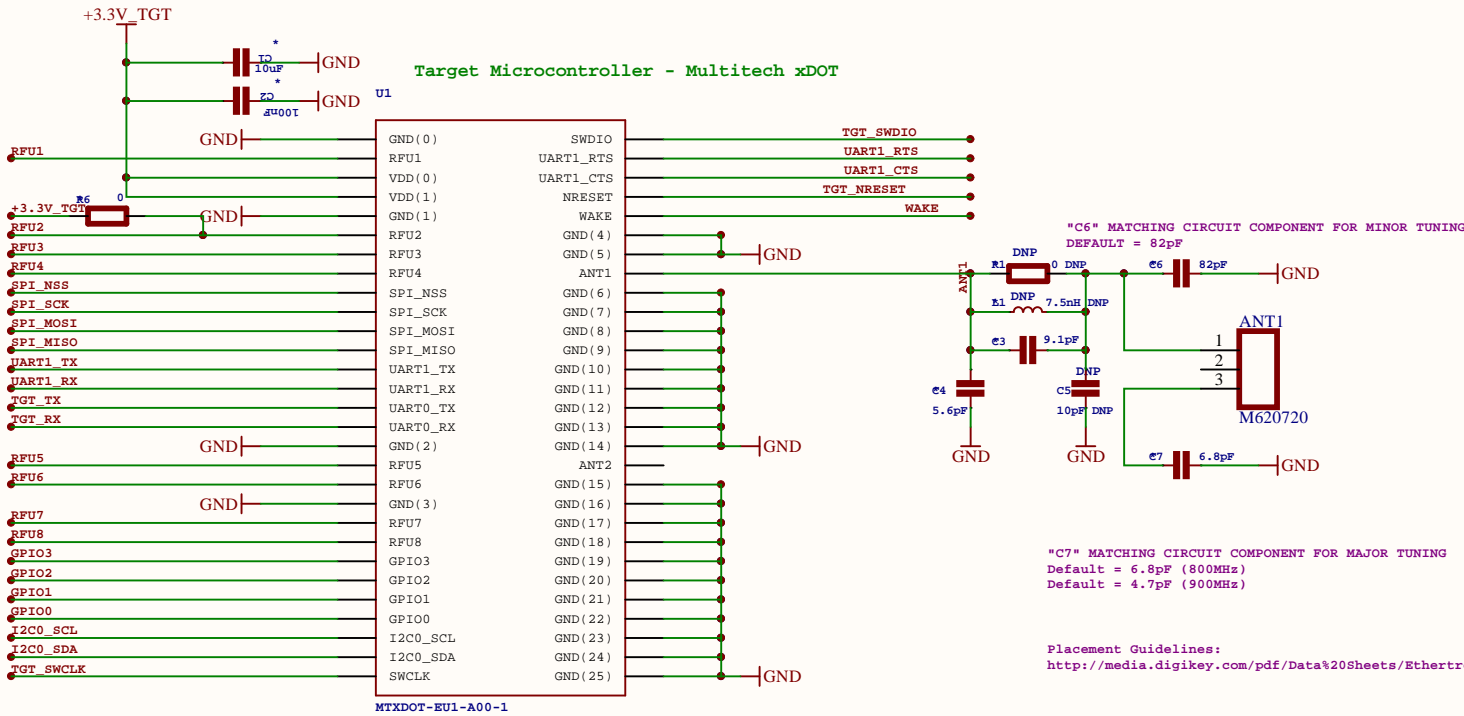 +3.3V_TGT
*
C1
10uF
GND
*
C2
100nF
GND
Target Microcontroller - Multitech xDOT
U1
GND
GND(0)
SWDIO
TGT_SWDIO
RFU1
RFU1
UART1_RTS
UART1_RTS
VDD(0)
UART1_CTS
UART1_CTS
R6
0
VDD(1)
NRESET
TGT_NRESET
+3.3V_TGT
GND
GND(1)
WAKE
WAKE
RFU2
RFU2
GND(4)
RFU3
RFU3
GND(5)
GND
RFU4
RFU4
ANT1
SPI_NSS
SPI_NSS
GND(6)
SPI_SCK
SPI_SCK
GND(7)
SPI_MOSI
SPI_MOSI
GND(8)
SPI_MISO
SPI_MISO
GND(9)
UART1_TX
UART1_TX
GND(10)
UART1_RX
UART1_RX
GND(11)
TGT_TX
UART0_TX
GND(12)
TGT_RX
UART0_RX
GND(13)
GND
GND(2)
GND(14)
GND
RFU5
RFU5
ANT2
RFU6
RFU6
GND(15)
GND
GND(3)
GND(16)
RFU7
RFU7
GND(17)
RFU8
RFU8
GND(18)
GPIO3
GPIO3
GND(19)
GPIO2
GPIO2
GND(20)
GPIO1
GPIO1
GND(21)
GPIO0
GPIO0
GND(22)
I2C0_SCL
I2C0_SCL
GND(23)
I2C0_SDA
I2C0_SDA
GND(24)
TGT_SWCLK
SWCLK
GND(25)
GND
MTXDOT-EU1-A00-1
"C6" MATCHING CIRCUIT COMPONENT FOR MINOR TUNING
DEFAULT = 82pF
ANT1
DNP
R1
0 DNP
C6
82pF
GND
DNP
L1
7.5nH DNP
C3
9.1pF
C4
5.6pF
GND
DNP
C5
10pF DNP
GND
ANT1
1
2
3
M620720
C7
6.8pF
GND
"C7" MATCHING CIRCUIT COMPONENT FOR MAJOR TUNING
Default = 6.8pF (800MHz)
Default = 4.7pF (900MHz)
Placement Guidelines:
http://media.digikey.com/pdf/Data%20Sheets/Ethertr